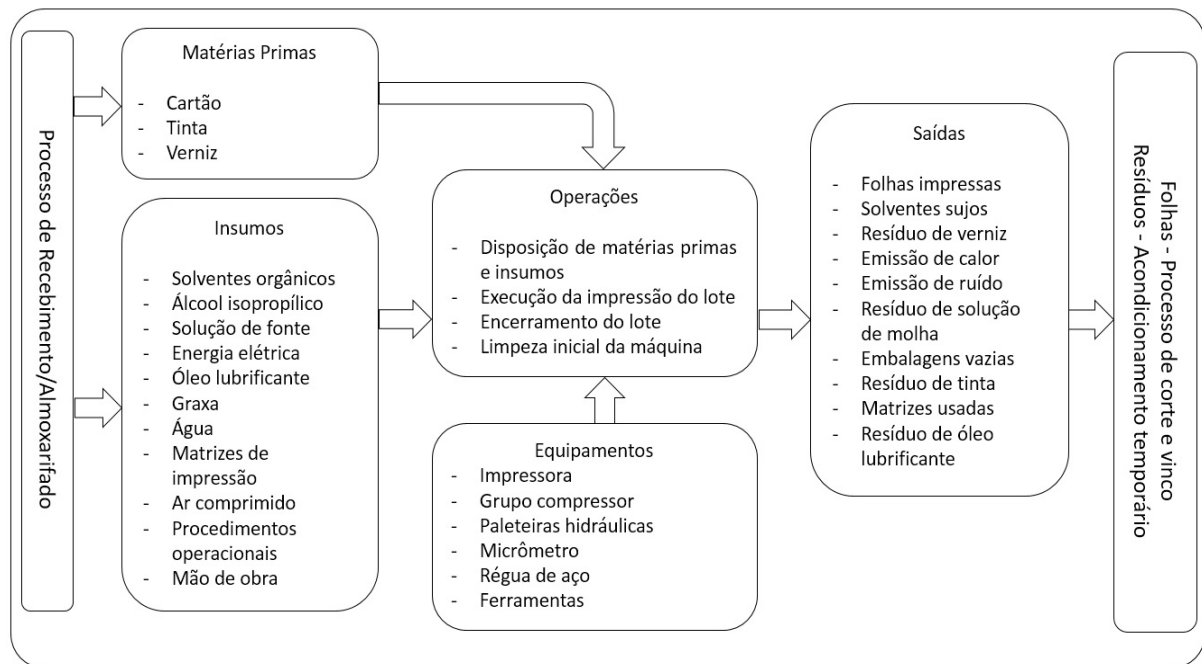 Processo de Recebimento/Almoxarifado
Matérias Primas
- Cartão
- Tinta
- Verniz
Insumos
- Solventes orgânicos
- Álcool isopropílico
- Solução de fonte
- Energia elétrica
- Óleo lubrificante
- Graxa
- Água
- Matrizes de
impressão
- Ar comprimido
- Procedimentos
operacionais
- Mão de obra
Operações
- Disposição de matérias primas
e insumos
- Execução da impressão do lote
- Encerramento do lote
- Limpeza inicial da máquina
Equipamentos
- Impressora
- Grupo compressor
- Paleteiras hidráulicas
- Micrômetro
- Régua de aço
- Ferramentas
Saídas
- Folhas impressas
- Solventes sujos
- Resíduo de verniz
- Emissão de calor
- Emissão de ruído
- Resíduo de solução
de molha
- Embalagens vazias
- Resíduo de tinta
- Matrizes usadas
- Resíduo de óleo
lubrificante
Folhas - Processo de corte e vinco
Resíduos - Acondicionamento temporário